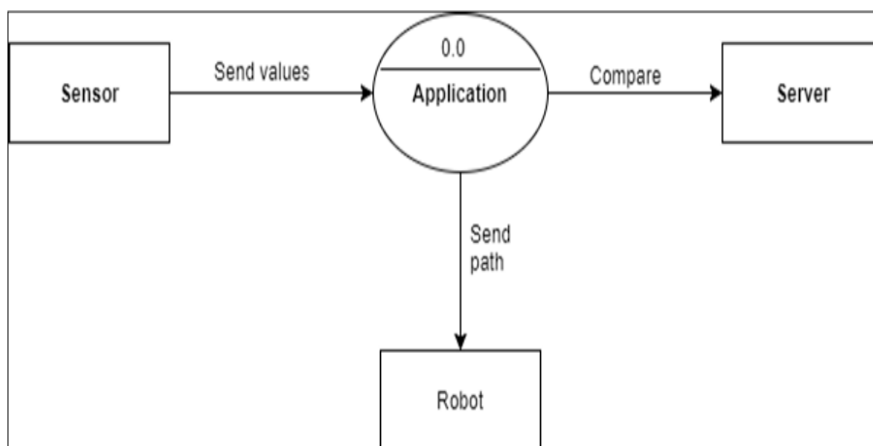 0.0
Sensor
Send values
Application
Compare
Server
Send
path
Robot